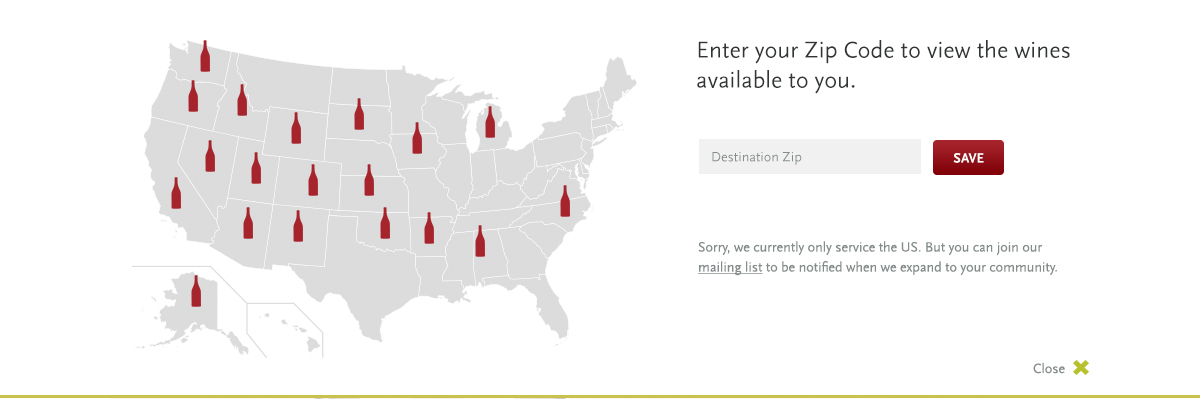 Enter your Zip Code to view the wines
available to you.
Destination Zip
SAVE
Sorry, we currently only service the US. But you can join our
mailing list to be notified when we expand to your community.
Close